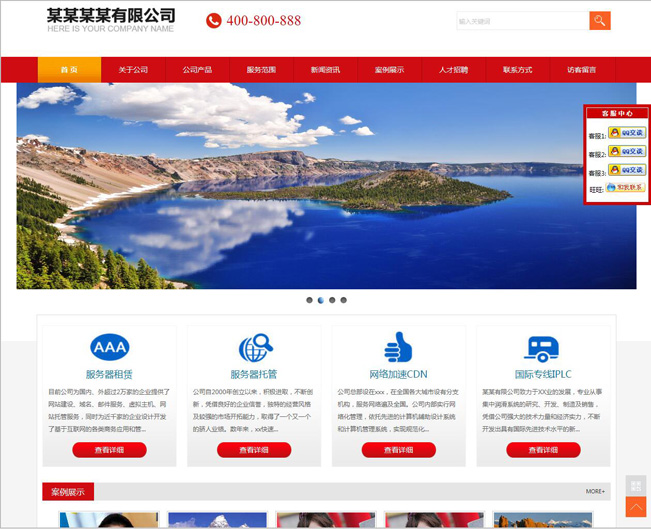 某某某某有限公司
HERE IS YOUR COMPANY NAME
400-800-888
输入关键词
首 页
关于公司
公司产品
服务范围
新闻资讯
案例展示
人才招聘
联系方式
访客留言
客服中心
客服1: QQ交谈
客服2: QQ交谈
客服3: QQ交谈
旺旺: 和我联系
AAA
服务器租赁
目前公司为国内、外超过2万家的企业提供了
网站建设、域名、邮件服务、虚拟主机、网
站托管服务，同时为近千家的企业设计开发
了基于互联网的各类商务应用和管...
查看详细
服务器托管
公司自2000年创立以来，积极进取，不断创
新，凭借良好的企业信誉，独特的经营风格
及较强的市场开拓能力，取得了一个又一个
的骄人业绩。数年来，xx快速...
查看详细
网络加速CDN
公司总部设在xxx，在全国各大城市设有分支
机构，服务网络遍及全国。公司内部实行网
络化管理，依托先进的计算机辅助设计系统
和计算机管理系统，实现规范化...
查看详细
国际专线IPLC
某某有限公司致力于XX业的发展，专业从事
集中润滑系统的研究、开发、制造及销售，
凭借公司强大的技术力量和经济实力，不断
开发出具有国际先进技术水平的新...
查看详细
案例展示
MORE+